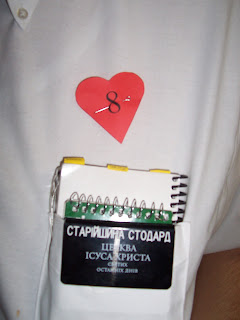 8
СТАРІЙШИНА СТОДАРД
ЦЕРКВА
ІСУСА ХРИСТА
СВЯТИХ
ОСТАННІХ ДНІВ